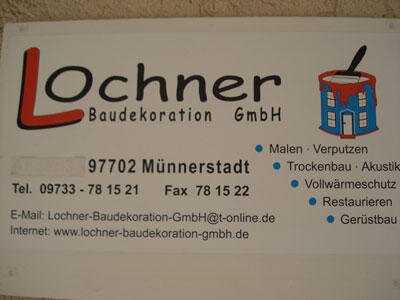 Lochner
Baudekoration GmbH
97702 Münnerstadt
Tel. 09733 - 78 15 21 Fax 78 15 22
E-Mail: Lochner-Baudekoration-GmbH@t-online.de
Internet: www.lochner-baudekoration-gmbh.de
• Malen · Verputzen
• Trockenbau · Akustik
• Vollwärmeschutz
• Restaurieren
• Gerüstbau